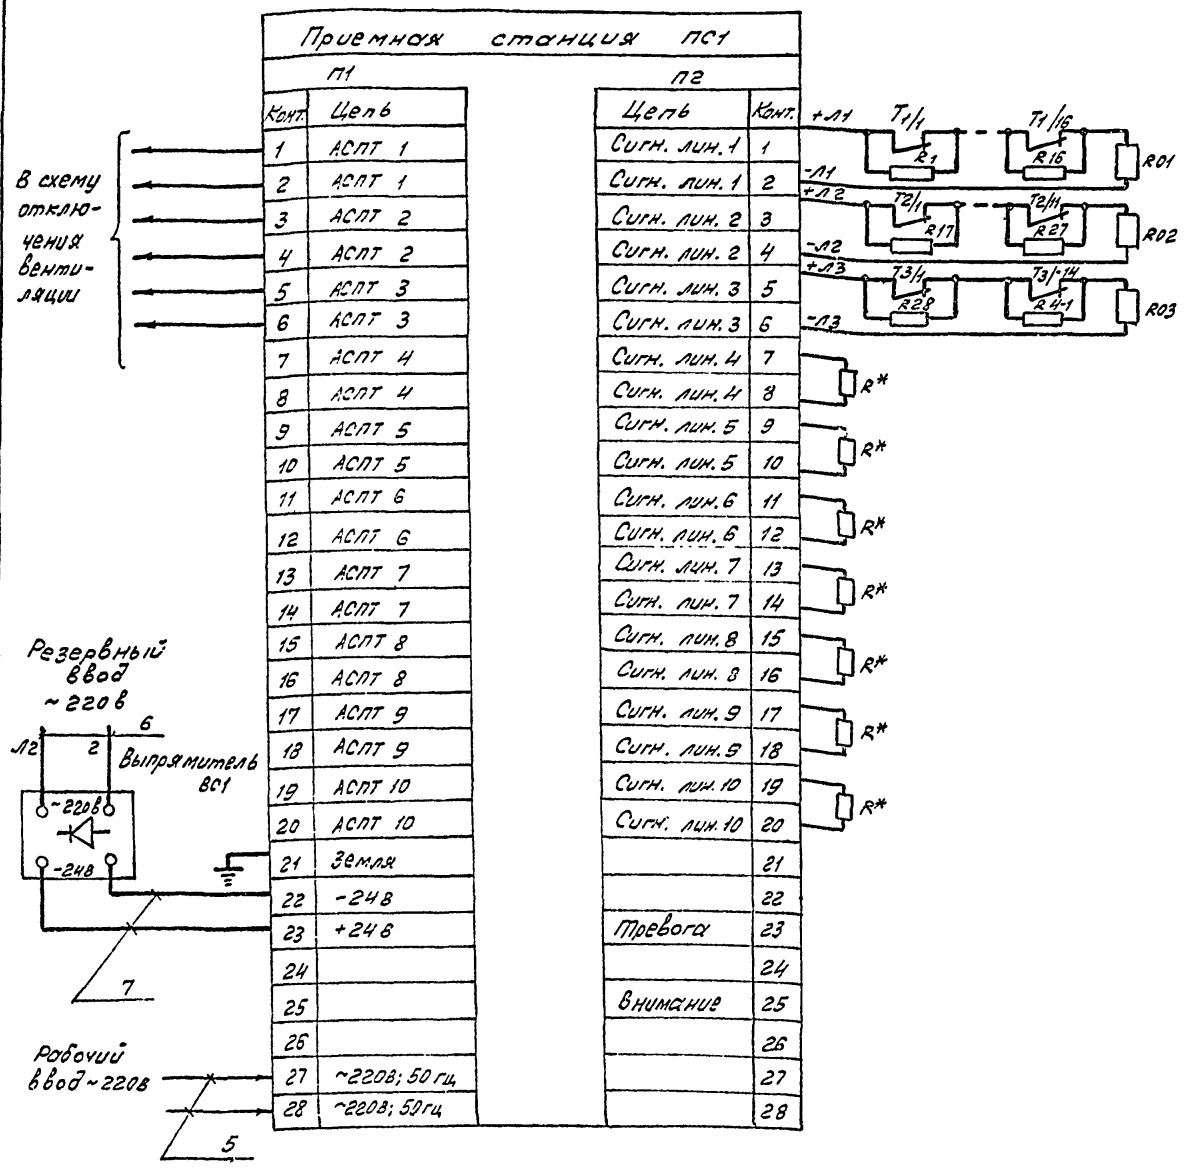 Приемная станция ПС1
П1
П2
Конт. Цепь
1 АСПТ 1
2 АСПТ 1
3 АСПТ 2
4 АСПТ 2
5 АСПТ 3
6 АСПТ 3
7 АСПТ 4
8 АСПТ 4
9 АСПТ 5
10 АСПТ 5
11 АСПТ 6
12 АСПТ 6
13 АСПТ 7
14 АСПТ 7
15 АСПТ 8
16 АСПТ 8
17 АСПТ 9
18 АСПТ 9
19 АСПТ 10
20 АСПТ 10
21 Земля
22 -24в
23 +24в
24
25
26
27 ~220в; 50 гц
28 ~220в; 50гц
Цепь Конт.
Сигн. лин. 1 1
Сигн. лин. 1 2
Сигн. лин. 2 3
Сигн. лин. 2 4
Сигн. лин. 3 5
Сигн. лин. 3 6
Сигн. лин. 4 7
Сигн. лин. 4 8
Сигн. лин. 5 9
Сигн. лин. 5 10
Сигн. лин. 6 11
Сигн. лин. 6 12
Сигн. лин. 7 13
Сигн. лин. 7 14
Сигн. лин. 8 15
Сигн. лин. 8 16
Сигн. лин. 9 17
Сигн. лин. 9 18
Сигн. лин. 10 19
Сигн. лин. 10 20
21
22
Тревога 23
24
Внимание 25
26
27
28
В схему
отклю-
чения
венти-
ляции
Резервный
ввод
~220в
Л2 2 6
Выпрямитель
ВС1
~220в
-24в
7
Рабочий
ввод ~220в
5
+Л1 Т1/1 Т1/16
R1 R16 R01
-Л1
+Л2 Т2/1 Т2/11
R17 R27 R02
-Л2
+Л3 Т3/1 Т3/14
R28 R41 R03
-Л3
R*
R*
R*
R*
R*
R*
R*